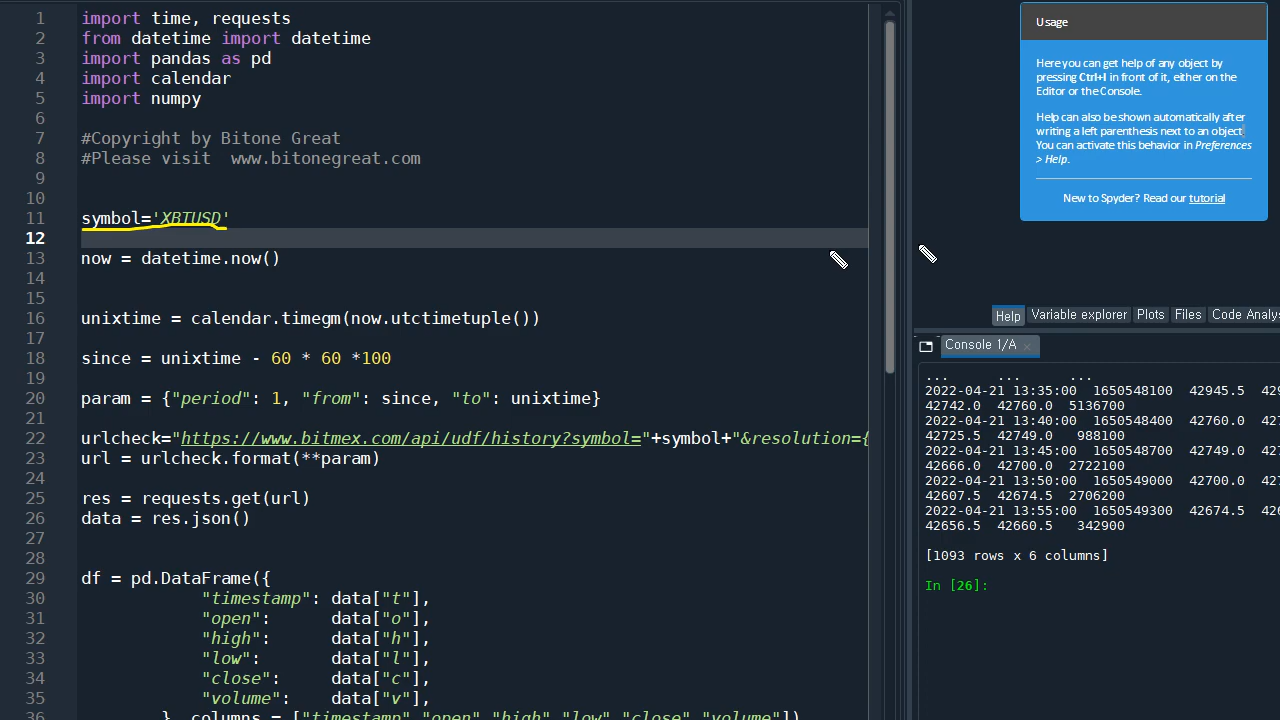 1 import time, requests
2 from datetime import datetime
3 import pandas as pd
4 import calendar
5 import numpy
6
7 #Copyright by Bitone Great
8 #Please visit  www.bitonegreat.com
9
10
11 symbol='XBTUSD'
12
13 now = datetime.now()
14
15
16 unixtime = calendar.timegm(now.utctimetuple())
17
18 since = unixtime - 60 * 60 *100
19
20 param = {"period": 1, "from": since, "to": unixtime}
21
22 urlcheck="https://www.bitmex.com/api/udf/history?symbol="+symbol+"&resolution={
23 url = urlcheck.format(**param)
24
25 res = requests.get(url)
26 data = res.json()
27
28
29 df = pd.DataFrame({
30 "timestamp": data["t"],
31 "open":      data["o"],
32 "high":      data["h"],
33 "low":       data["l"],
34 "close":     data["c"],
35 "volume":    data["v"],
36 }, columns = ["timestamp","open","high","low","close","volume"])
Usage
Here you can get help of any object by
pressing Ctrl+I in front of it, either on the
Editor or the Console.
Help can also be shown automatically after
writing a left parenthesis next to an object.
You can activate this behavior in Preferences
> Help.
New to Spyder? Read our tutorial
Help Variable explorer Plots Files Code Analys
Console 1/A
... ... ...
2022-04-21 13:35:00 1650548100 42945.5 429
42742.0 42760.0 5136700
2022-04-21 13:40:00 1650548400 42760.0
42725.5 42749.0 988100
2022-04-21 13:45:00 1650548700 42749.0
42666.0 42700.0 2722100
2022-04-21 13:50:00 1650549000 42700.0
42607.5 42674.5 2706200
2022-04-21 13:55:00 1650549300 42674.5
42656.5 42660.5 342900
[1093 rows x 6 columns]
In [26]: